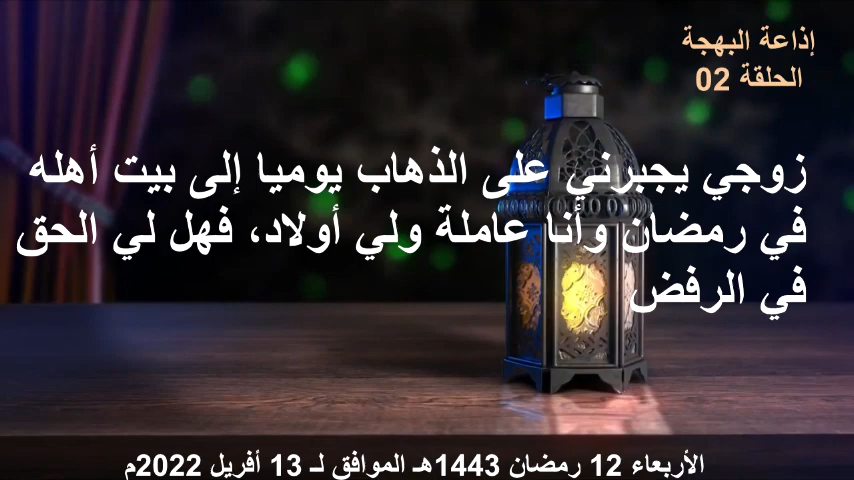 إذاعة البهجة
الحلقة 02
زوجي يجبرني على الذهاب يوميا إلى بيت أهله
في رمضان وأنا عاملة ولي أولاد، فهل لي الحق
في الرفض
الأربعاء 12 رمضان 1443هـ الموافق لـ 13 أفريل 2022م